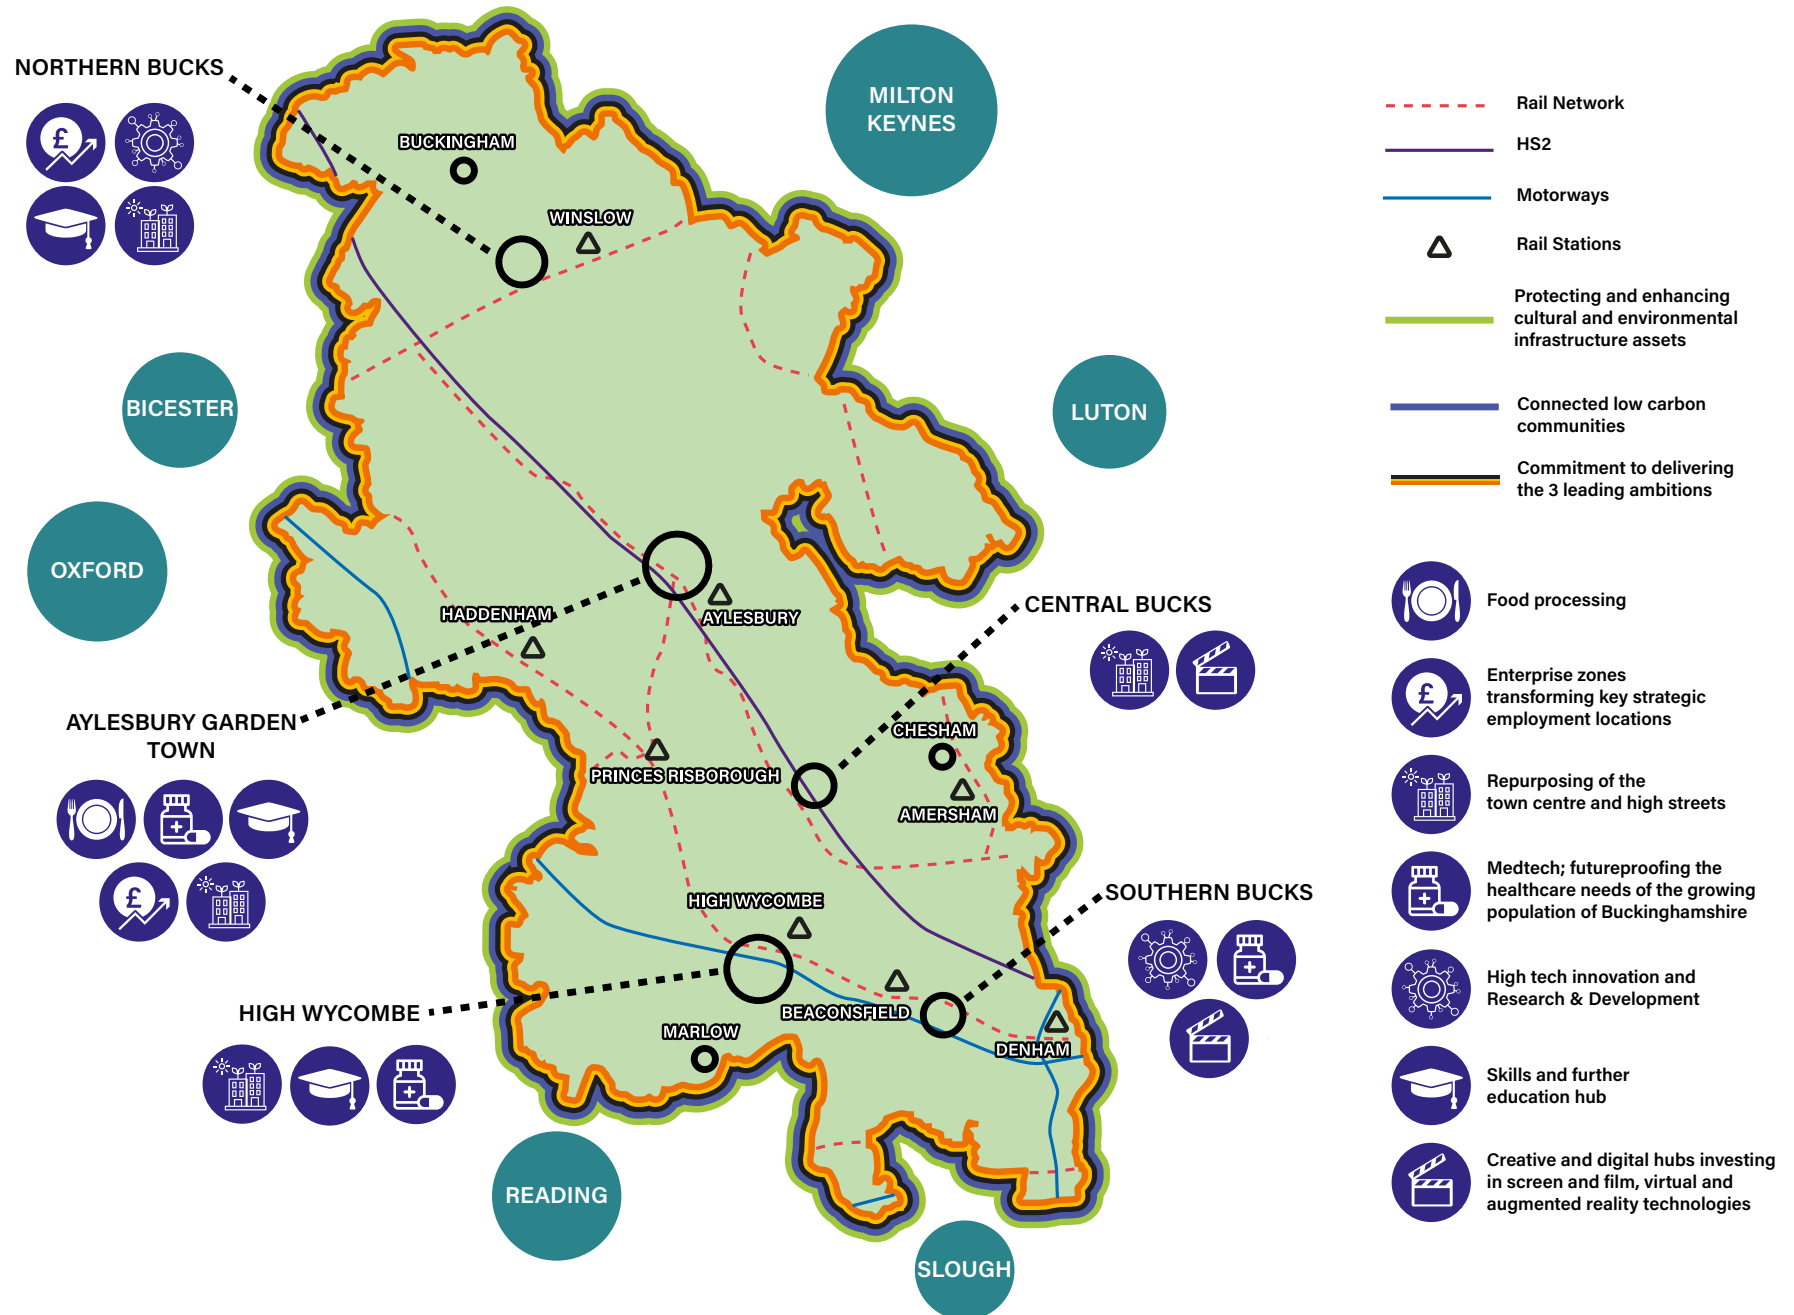 NORTHERN BUCKS
MILTON
KEYNES
BUCKINGHAM
WINSLOW
BICESTER
LUTON
OXFORD
HADDENHAM
AYLESBURY
CENTRAL BUCKS
AYLESBURY GARDEN
TOWN
CHESHAM
PRINCES RISBOROUGH
AMERSHAM
HIGH WYCOMBE
SOUTHERN BUCKS
HIGH WYCOMBE
BEACONSFIELD
MARLOW
DENHAM
READING
SLOUGH
Rail Network
HS2
Motorways
Rail Stations
Protecting and enhancing
cultural and environmental
infrastructure assets
Connected low carbon
communities
Commitment to delivering
the 3 leading ambitions
Food processing
£
Enterprise zones
transforming key strategic
employment locations
Repurposing of the
town centre and high streets
Medtech; futureproofing the
healthcare needs of the growing
population of Buckinghamshire
High tech innovation and
Research & Development
Skills and further
education hub
Creative and digital hubs investing
in screen and film, virtual and
augmented reality technologies
£
£